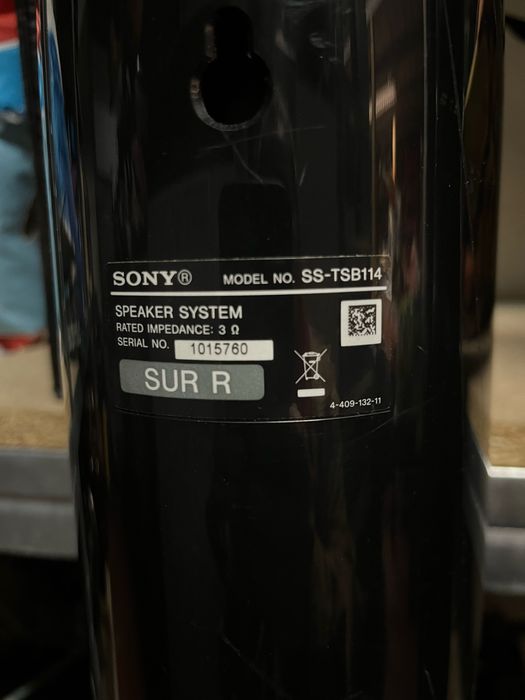 SONY® MODEL NO. SS-TSB114
SPEAKER SYSTEM
RATED IMPEDANCE: 3 Ω
SERIAL NO. 1015760
SUR R
4-409-132-11